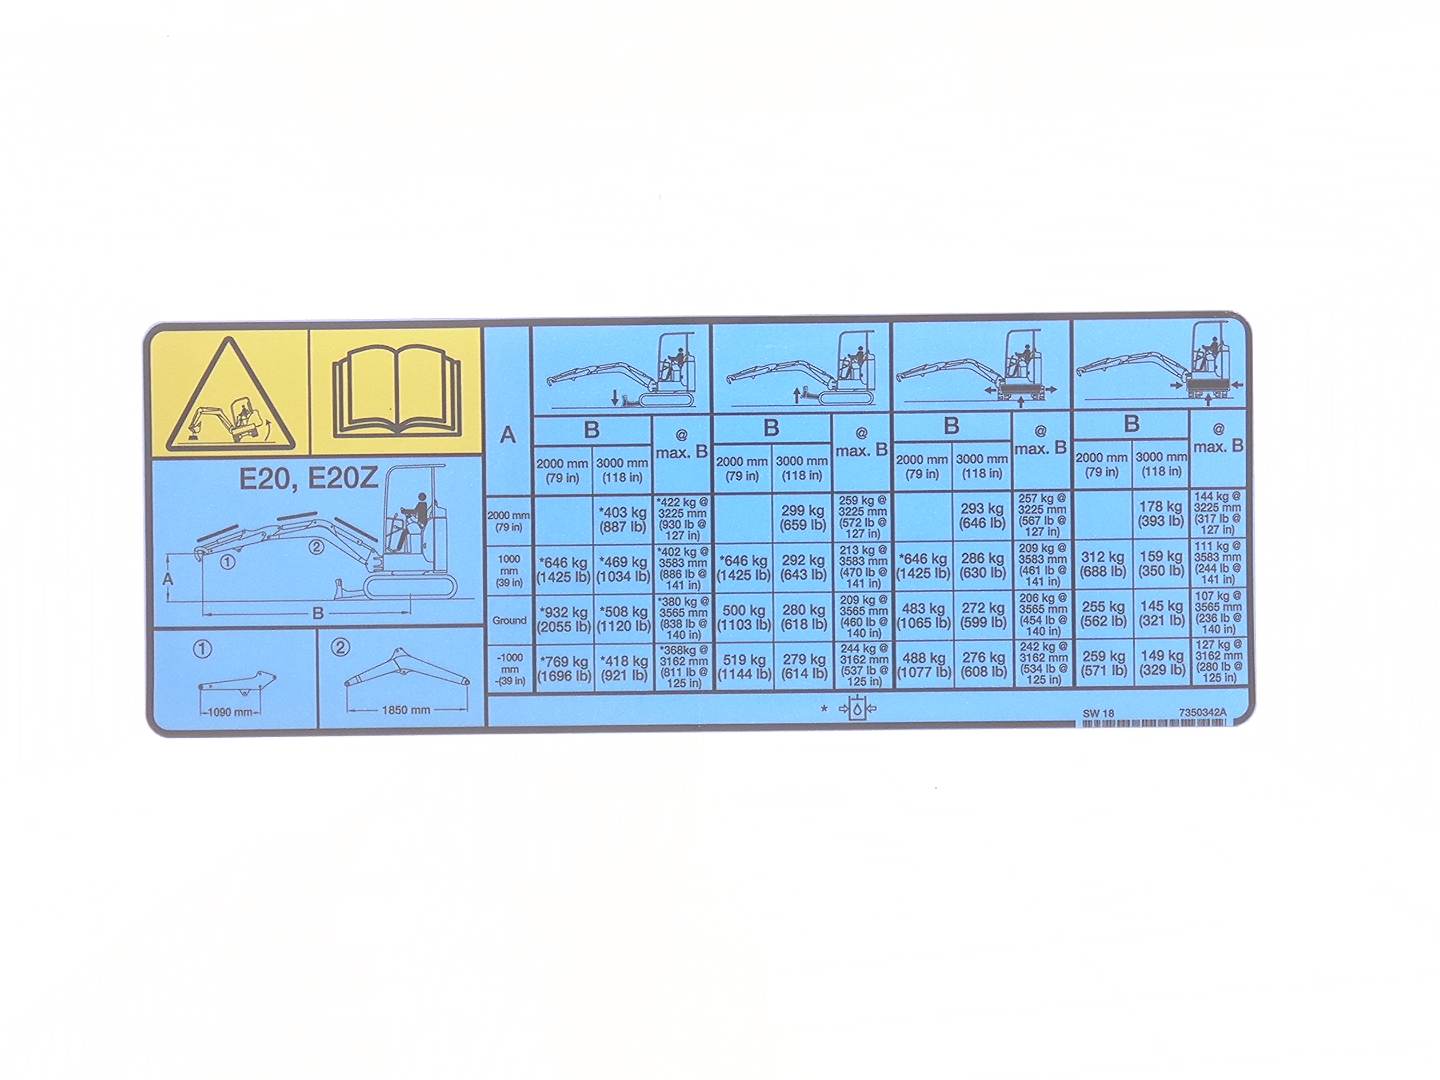 E20, E20Z
1
2
A
B
1
1090 mm
2
1850 mm
A
B
@
max. B
B
@
max. B
B
@
max. B
B
@
max. B
2000 mm
(79 in)
3000 mm
(118 in)
2000 mm
(79 in)
3000 mm
(118 in)
2000 mm
(79 in)
3000 mm
(118 in)
2000 mm
(79 in)
3000 mm
(118 in)
2000 mm
(79 in)
*403 kg
(887 lb)
*422 kg @
3225 mm
(930 lb @
127 in)
299 kg
(659 lb)
259 kg @
3225 mm
(572 lb @
127 in)
293 kg
(646 lb)
257 kg @
3225 mm
(567 lb @
127 in)
178 kg
(393 lb)
144 kg @
3225 mm
(317 lb @
127 in)
1000
mm
(39 in)
*646 kg
(1425 lb)
*469 kg
(1034 lb)
*402 kg @
3583 mm
(886 lb @
141 in)
*646 kg
(1425 lb)
292 kg
(643 lb)
213 kg @
3583 mm
(470 lb @
141 in)
*646 kg
(1425 lb)
286 kg
(630 lb)
209 kg @
3583 mm
(461 lb @
141 in)
312 kg
(688 lb)
159 kg
(350 lb)
111 kg @
3583 mm
(244 lb @
141 in)
Ground
*932 kg
(2055 lb)
*508 kg
(1120 lb)
*380 kg @
3565 mm
(838 lb @
140 in)
500 kg
(1103 lb)
280 kg
(618 lb)
209 kg @
3565 mm
(460 lb @
140 in)
483 kg
(1065 lb)
272 kg
(599 lb)
206 kg @
3565 mm
(454 lb @
140 in)
255 kg
(562 lb)
145 kg
(321 lb)
107 kg @
3565 mm
(236 lb @
140 in)
-1000
mm
-(39 in)
*769 kg
(1696 lb)
*418 kg
(921 lb)
*368kg @
3162 mm
(811 lb @
125 in)
519 kg
(1144 lb)
279 kg
(614 lb)
244 kg @
3162 mm
(537 lb @
125 in)
488 kg
(1077 lb)
276 kg
(608 lb)
242 kg @
3162 mm
(534 lb @
125 in)
259 kg
(571 lb)
149 kg
(329 lb)
127 kg @
3162 mm
(280 lb @
125 in)
*
SW 18 7350342A